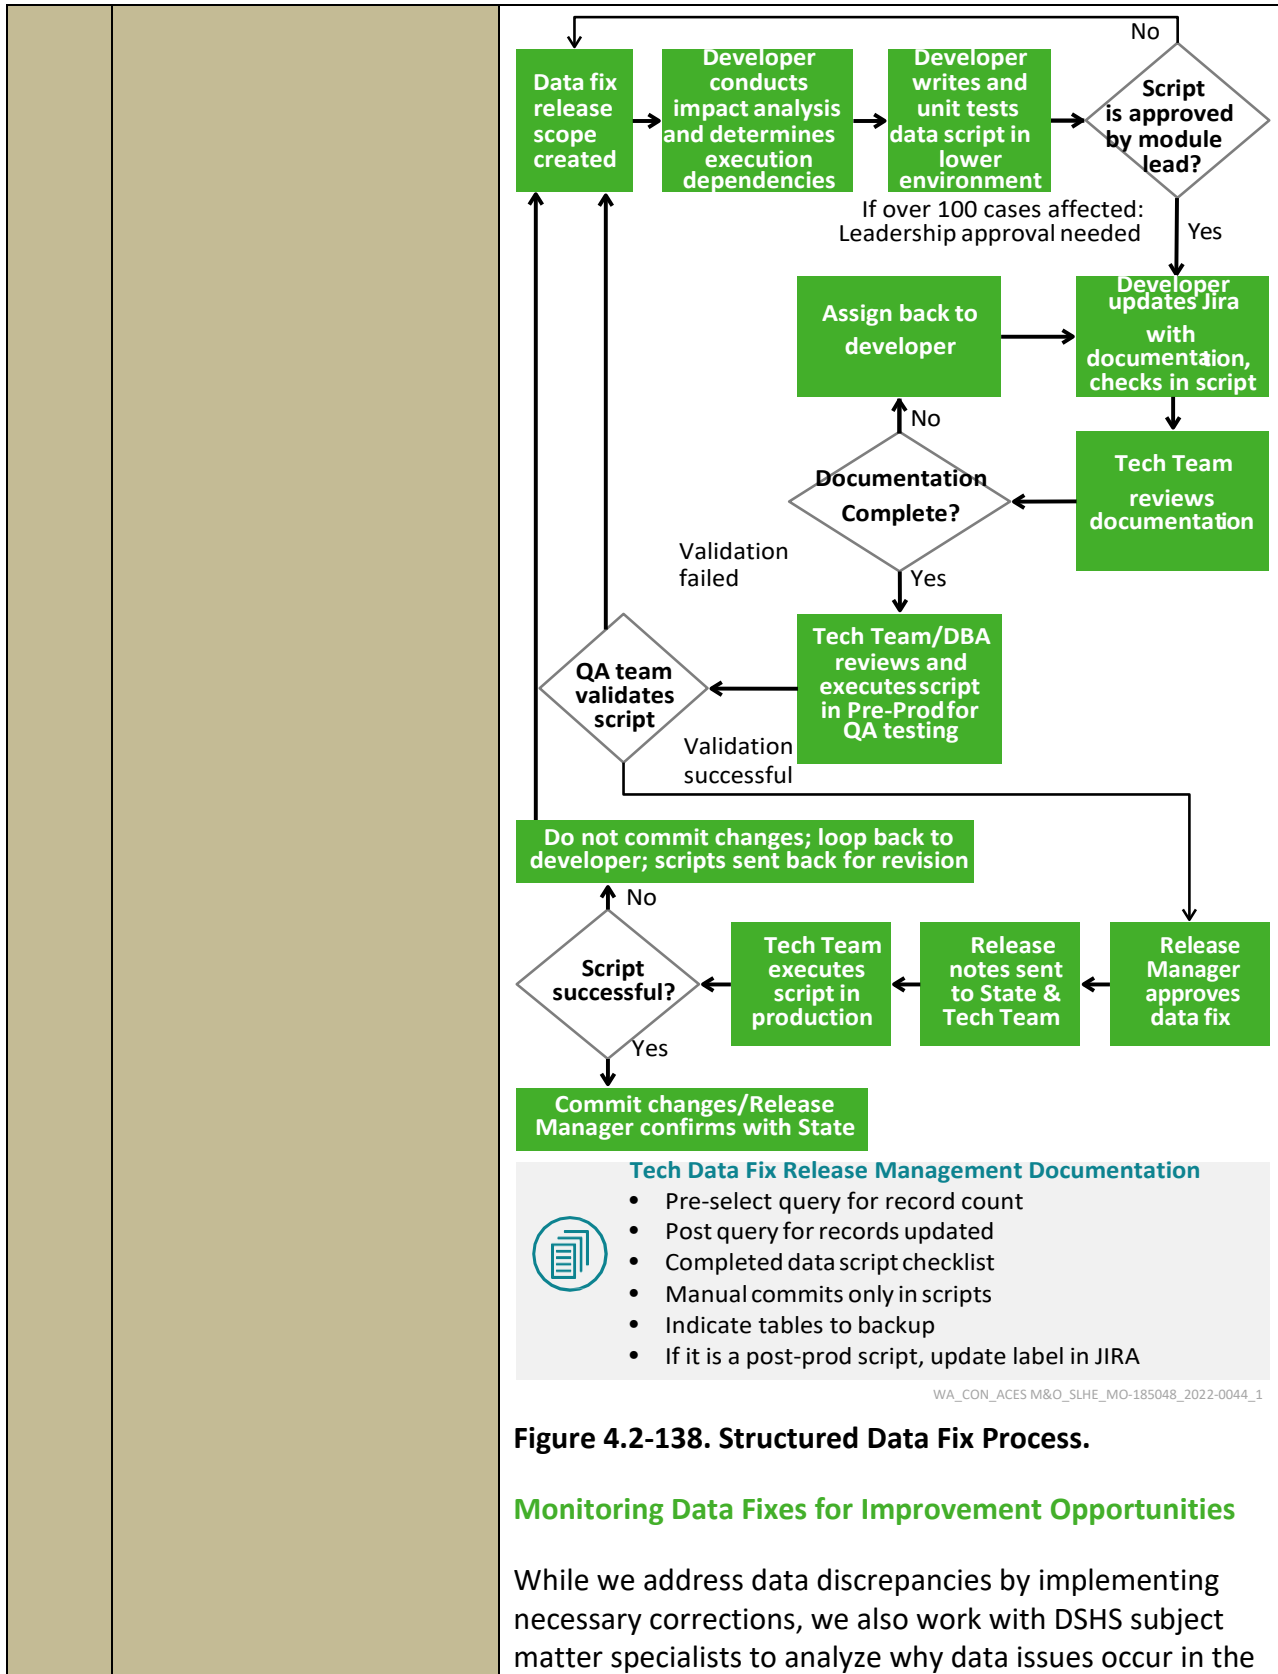 No
Data fix
release
scope
created
Developer
conducts
impact analysis
and determines
execution
dependencies
Developer
writes and
unit tests
data script in
lower
environment
Script
is approved
by module
lead?
If over 100 cases affected:
Leadership approval needed
Yes
Assign back to
developer
Developer
updates Jira
with
documentation,
checks in script
No
Documentation
Complete?
Tech Team
reviews
documentation
Validation
failed
Yes
QA team
validates
script
Tech Team/DBA
reviews and
executes script
in Pre-Prod for
QA testing
Validation
successful
Do not commit changes; loop back to
developer; scripts sent back for revision
No
Script
successful?
Tech Team
executes
script in
production
Release
notes sent
to State &
Tech Team
Release
Manager
approves
data fix
Yes
Commit changes/Release
Manager confirms with State
Tech Data Fix Release Management Documentation
• Pre-select query for record count
• Post query for records updated
• Completed data script checklist
• Manual commits only in scripts
• Indicate tables to backup
• If it is a post-prod script, update label in JIRA
WA_CON_ACES M&O_SLHE_MO-185048_2022-0044_1
Figure 4.2-138. Structured Data Fix Process.
Monitoring Data Fixes for Improvement Opportunities
While we address data discrepancies by implementing
necessary corrections, we also work with DSHS subject
matter specialists to analyze why data issues occur in the